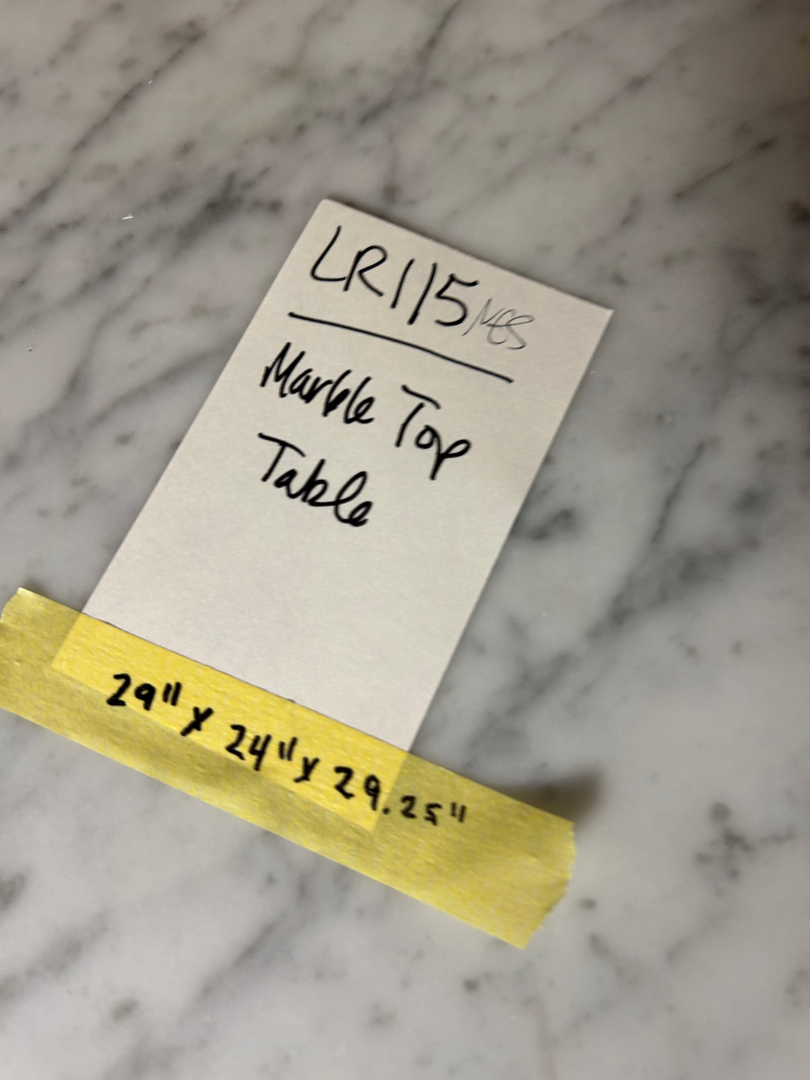 LR115
Marble Top
Table
29" x 24" x 29.25"